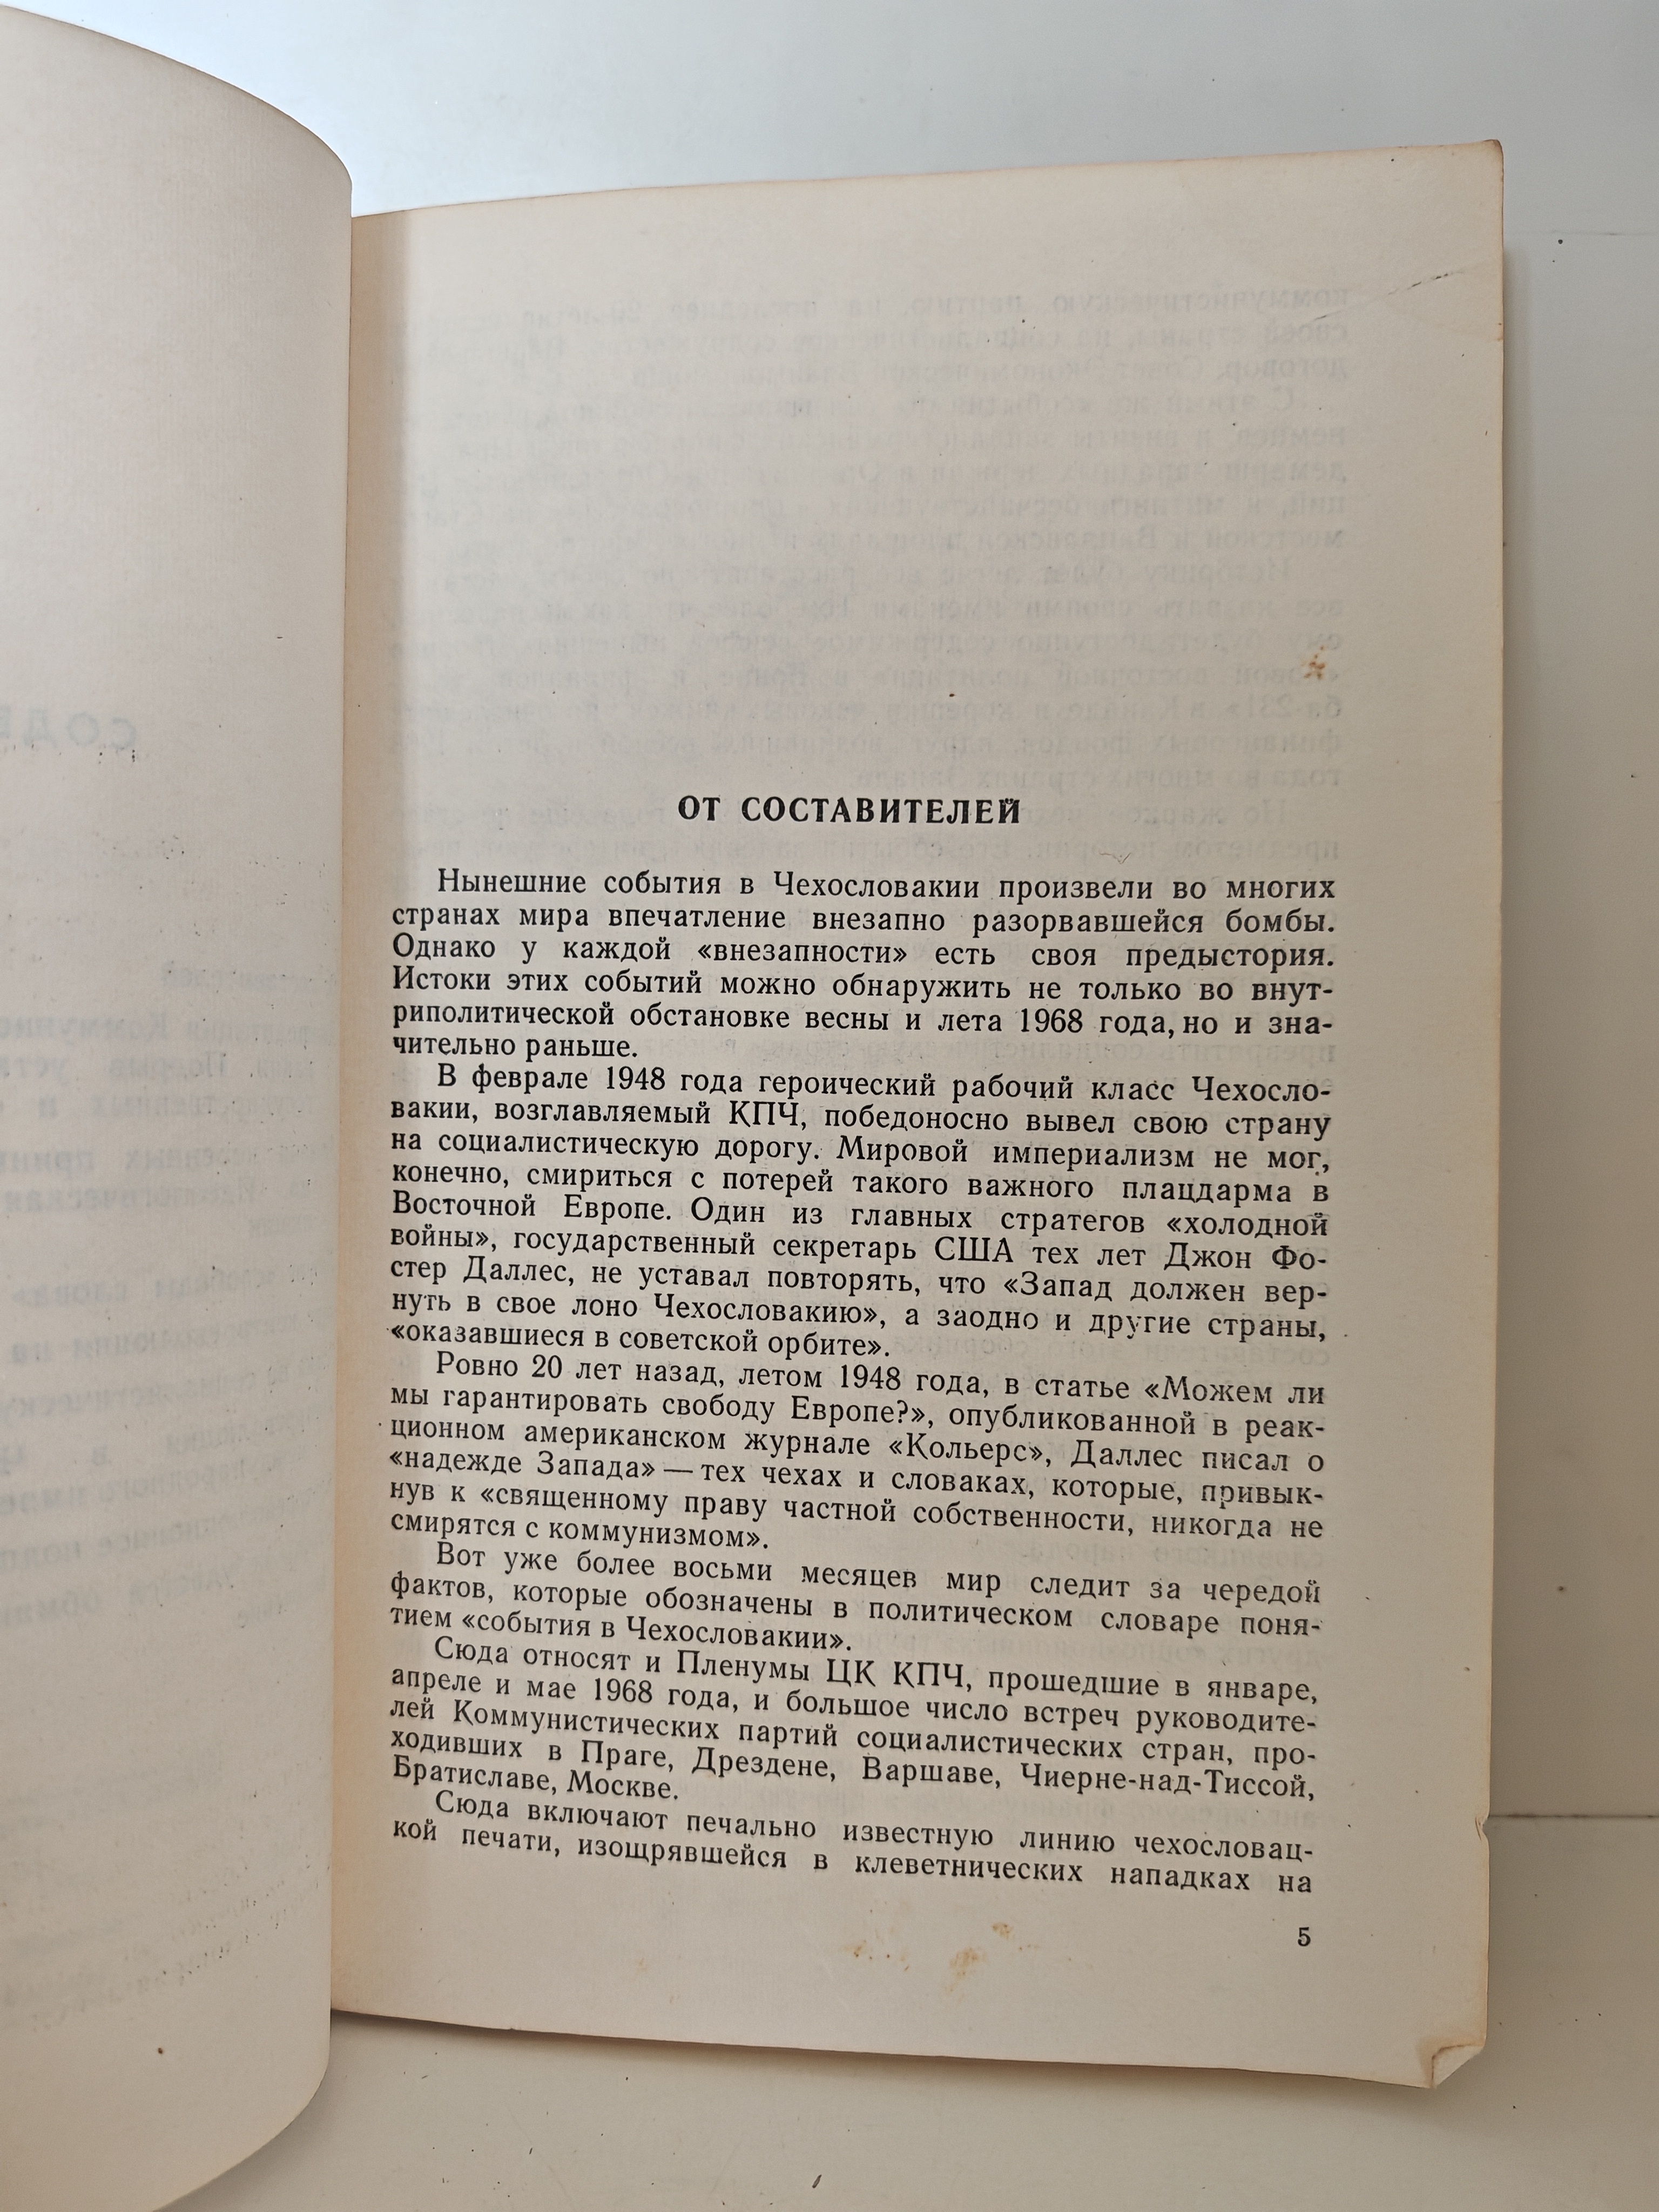 ОТ СОСТАВИТЕЛЕЙ
Нынешние события в Чехословакии произвели во многих
странах мира впечатление внезапно разорвавшейся бомбы.
Однако у каждой «внезапности» есть своя предыстория.
Истоки этих событий можно обнаружить не только во внут-
риполитической обстановке весны и лета 1968 года, но и зна-
чительно раньше.
В феврале 1948 года героический рабочий класс Чехосло-
вакии, возглавляемый КПЧ, победоносно вывел свою страну
на социалистическую дорогу. Мировой империализм не мог,
конечно, смириться с потерей такого важного плацдарма в
Восточной Европе. Один из главных стратегов «холодной
войны», государственный секретарь США тех лет Джон Фо-
стер Даллес, не уставал повторять, что «Запад должен вер-
нуть в свое лоно Чехословакию», а заодно и другие страны,
«оказавшиеся в советской орбите».
Ровно 20 лет назад, летом 1948 года, в статье «Можем ли
мы гарантировать свободу Европе?», опубликованной в реак-
ционном американском журнале «Кольерс», Даллес писал о
«надежде Запада» — тех чехах и словаках, которые, привык-
нув к «священному праву частной собственности, никогда не
смирятся с коммунизмом».
Вот уже более восьми месяцев мир следит за чередой
фактов, которые обозначены в политическом словаре поня-
тием «события в Чехословакии».
Сюда относят и Пленумы ЦК КПЧ, прошедшие в январе,
апреле и мае 1968 года, и большое число встреч руководите-
лей Коммунистических партий социалистических стран, про-
ходивших в Праге, Дрездене, Варшаве, Чиерне-над-Тиссой,
Братиславе, Москве.
Сюда включают печально известную линию чехословац-
кой печати, изощрявшейся в клеветнических нападках на
5